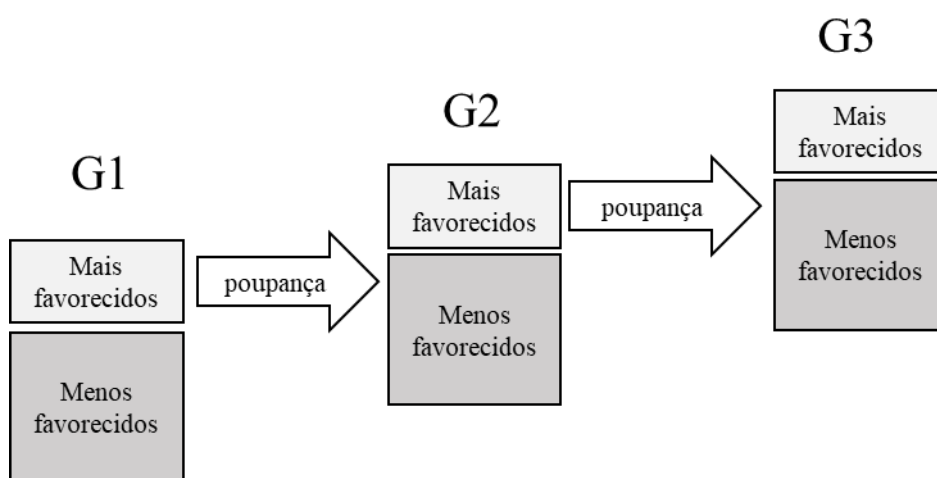 G1
Mais
favorecidos
Menos
favorecidos
poupança
G2
Mais
favorecidos
Menos
favorecidos
poupança
G3
Mais
favorecidos
Menos
favorecidos